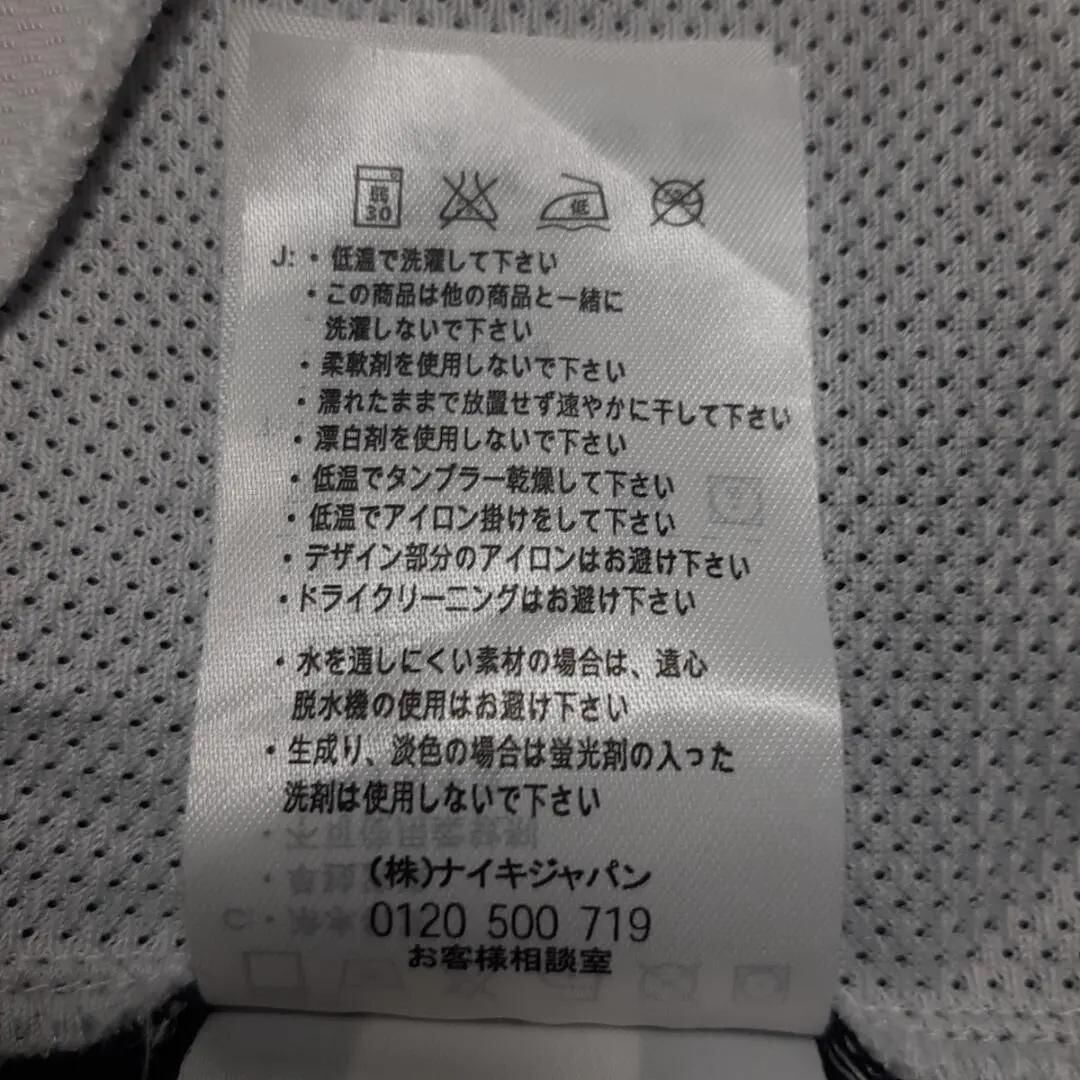 弱
30
低
J: ・ 低温で洗濯して下さい
・ この商品は他の商品と一緒に
洗濯しないで下さい
・ 柔軟剤を使用しないで下さい
・ 濡れたままで放置せず速やかに干して下さい
・ 漂白剤を使用しないで下さい
・ 低温でタンブラー乾燥して下さい
・ 低温でアイロン掛けをして下さい
・ デザイン部分のアイロンはお避け下さい
・ドライクリーニングはお避け下さい
・ 水を通しにくい素材の場合は、遠心
脱水機の使用はお避け下さい
・ 生成り、淡色の場合は蛍光剤の入った
洗剤は使用しないで下さい
(株)ナイキジャパン
0120 500 719
お客様相談室